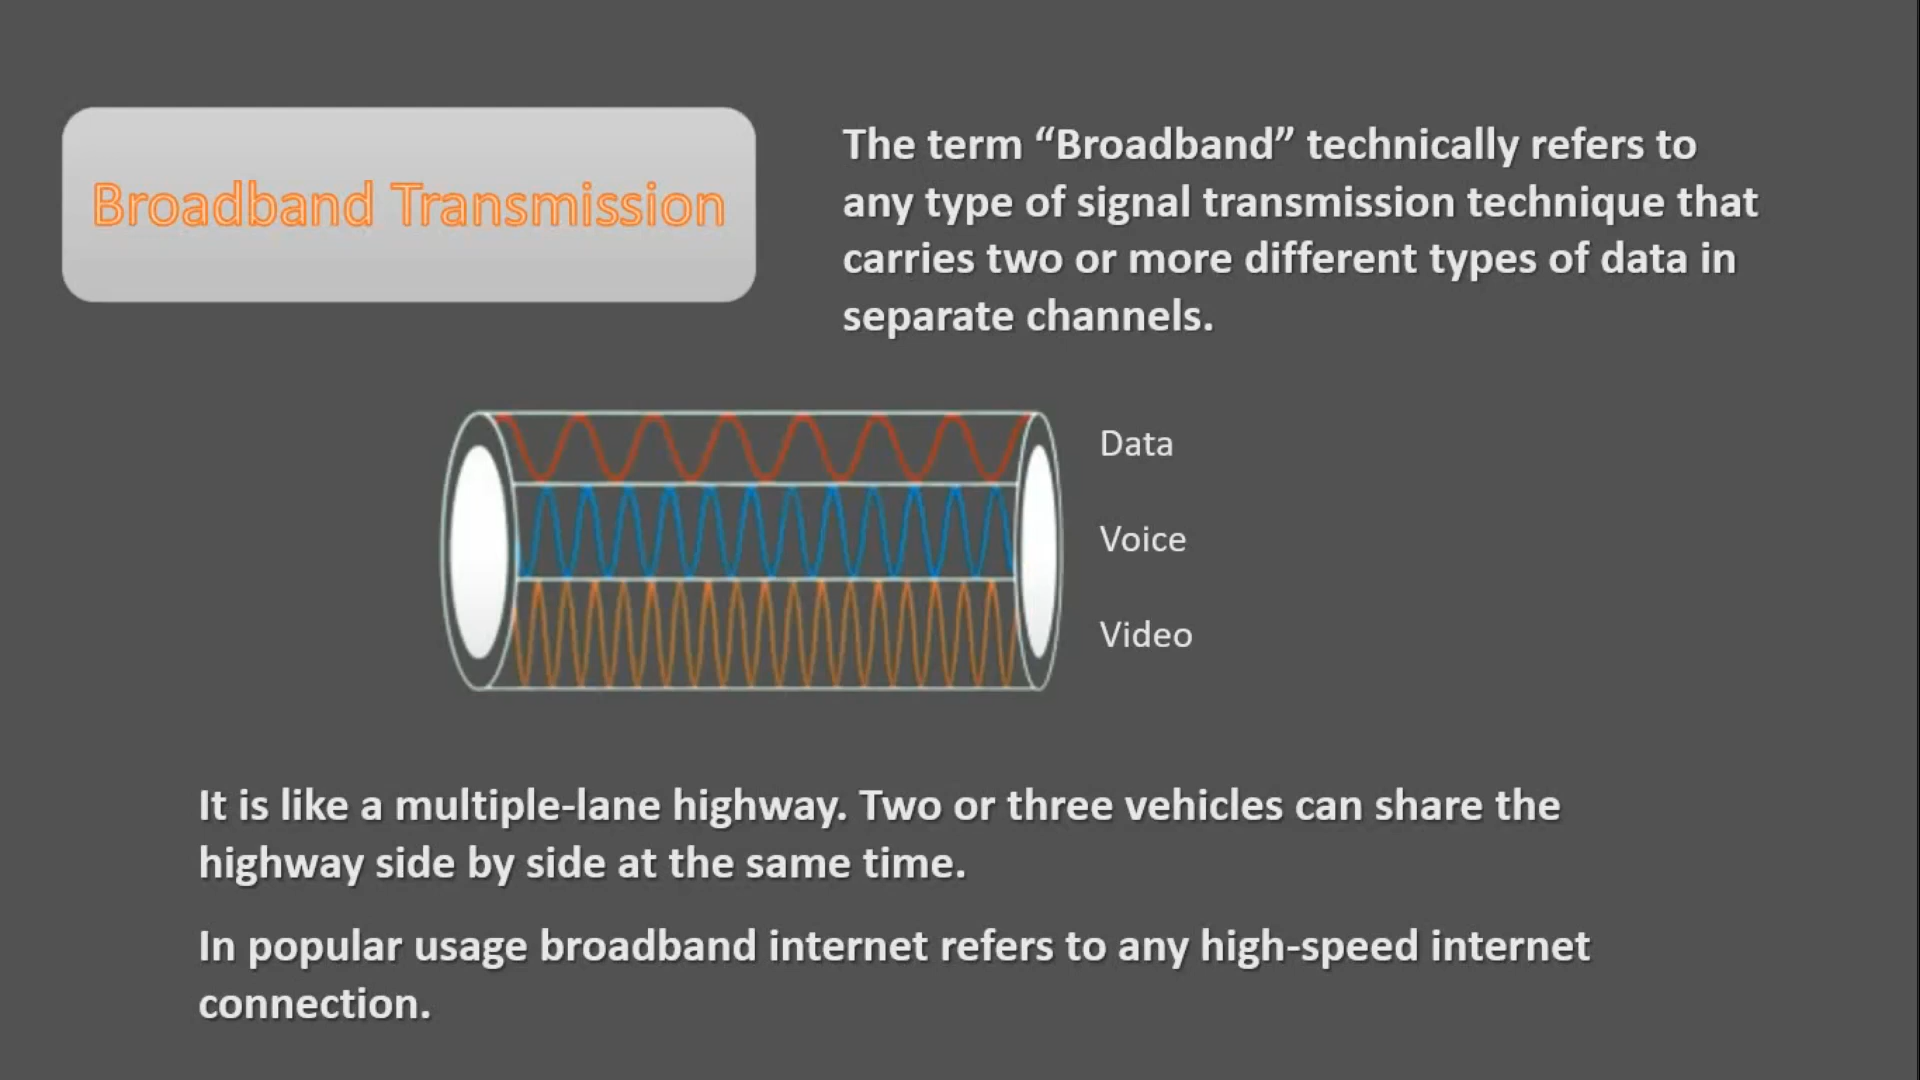 Broadband Transmission
The term “Broadband” technically refers to
any type of signal transmission technique that
carries two or more different types of data in
separate channels.
Data
Voice
Video
It is like a multiple-lane highway. Two or three vehicles can share the
highway side by side at the same time.
In popular usage broadband internet refers to any high-speed internet
connection.